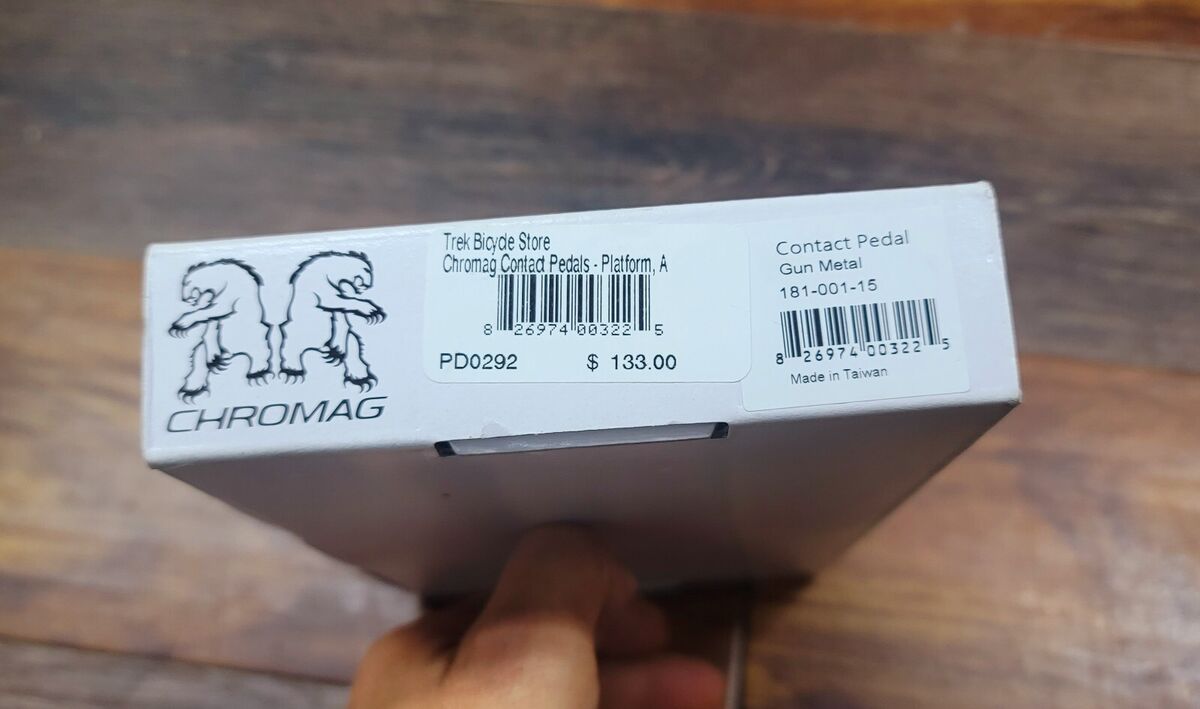 CHROMAG
Trek Bicycle Store
Chromag Contact Pedals - Platform, A
8 26974 00322 5
PD0292 $ 133.00
Contact Pedal
Gun Metal
181-001-15
8 26974 00322 5
Made in Taiwan